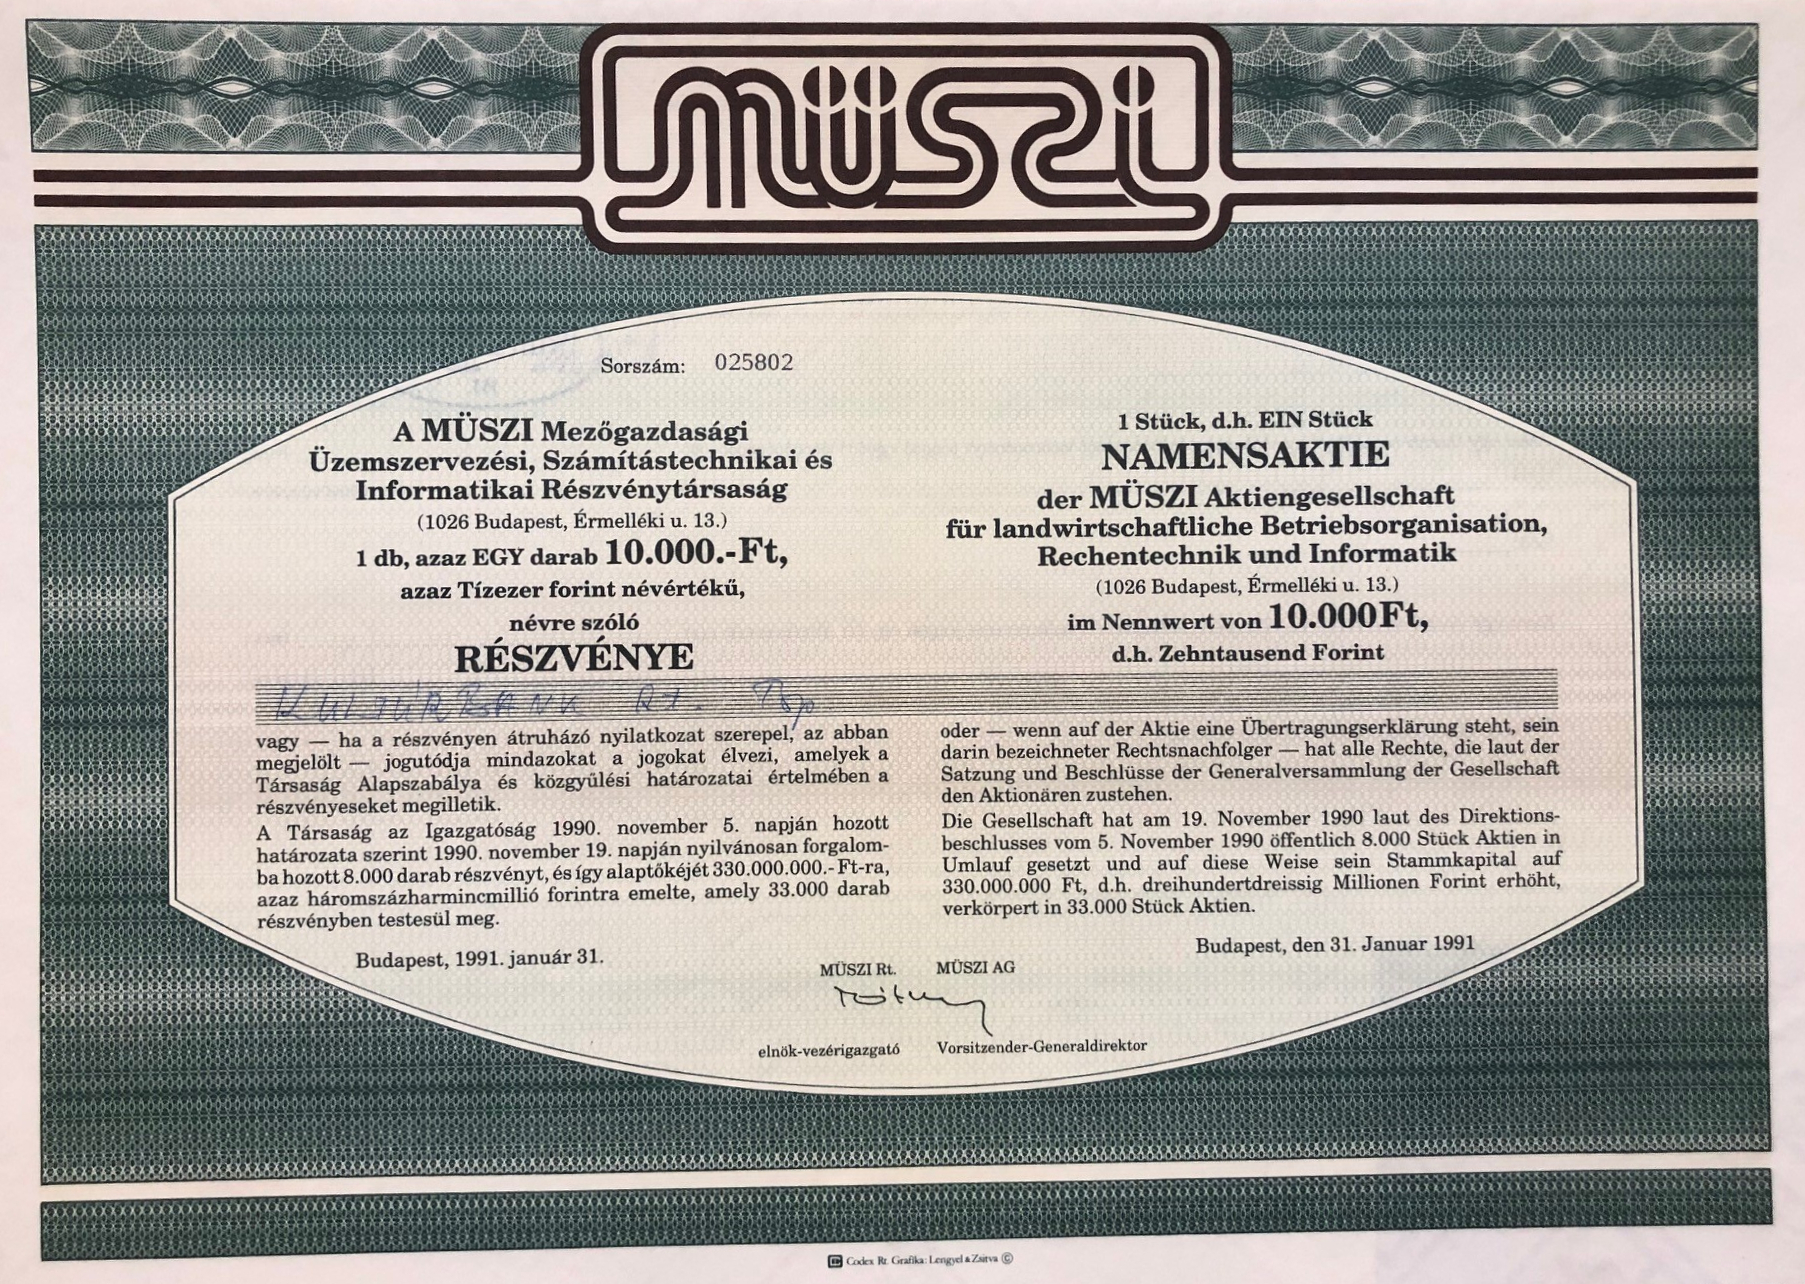 MÜSZI
Sorszám: 025802
A MÜSZI Mezőgazdasági
Üzemszervezési, Számítástechnikai és
Informatikai Részvénytársaság
(1026 Budapest, Érmelléki u. 13.)
1 db, azaz EGY darab 10.000.-Ft,
azaz Tízezer forint névértékű,
névre szóló
RÉSZVÉNYE
KULTÚRBANK Rt. Bp
vagy — ha a részvényen átruházó nyilatkozat szerepel, az abban
megjelölt — jogutódja mindazokat a jogokat élvezi, amelyek a
Társaság Alapszabálya és közgyűlési határozatai értelmében a
részvényeseket megilletik.
A Társaság az Igazgatóság 1990. november 5. napján hozott
határozata szerint 1990. november 19. napján nyilvánosan forgalom-
ba hozott 8.000 darab részvényt, és így alaptőkéjét 330.000.000.- Ft-ra,
azaz háromszázharmincmillió forintra emelte, amely 33.000 darab
részvényben testesül meg.
Budapest, 1991. január 31.
1 Stück, d.h. EIN Stück
NAMENSAKTIE
der MÜSZI Aktiengesellschaft
für landwirtschaftliche Betriebsorganisation,
Rechentechnik und Informatik
(1026 Budapest, Érmelléki u. 13.)
im Nennwert von 10.000Ft,
d.h. Zehntausend Forint
oder — wenn auf der Aktie eine Übertragungserklärung steht, sein
darin bezeichneter Rechtsnachfolger — hat alle Rechte, die laut der
Satzung und Beschlüsse der Generalversammlung der Gesellschaft
den Aktionären zustehen.
Die Gesellschaft hat am 19. November 1990 laut des Direktions-
beschlusses vom 5. November 1990 öffentlich 8.000 Stück Aktien in
Umlauf gesetzt und auf diese Weise sein Stammkapital auf
330.000.000 Ft, d.h. dreihundertdreissig Millionen Forint erhöht,
verkörpert in 33.000 Stück Aktien.
Budapest, den 31. Januar 1991
MÜSZI Rt. MÜSZI AG
elnök-vezérigazgató Vorsitzender-Generaldirektor
Codex Rt. Grafika: Lengyel & Zsitva ©